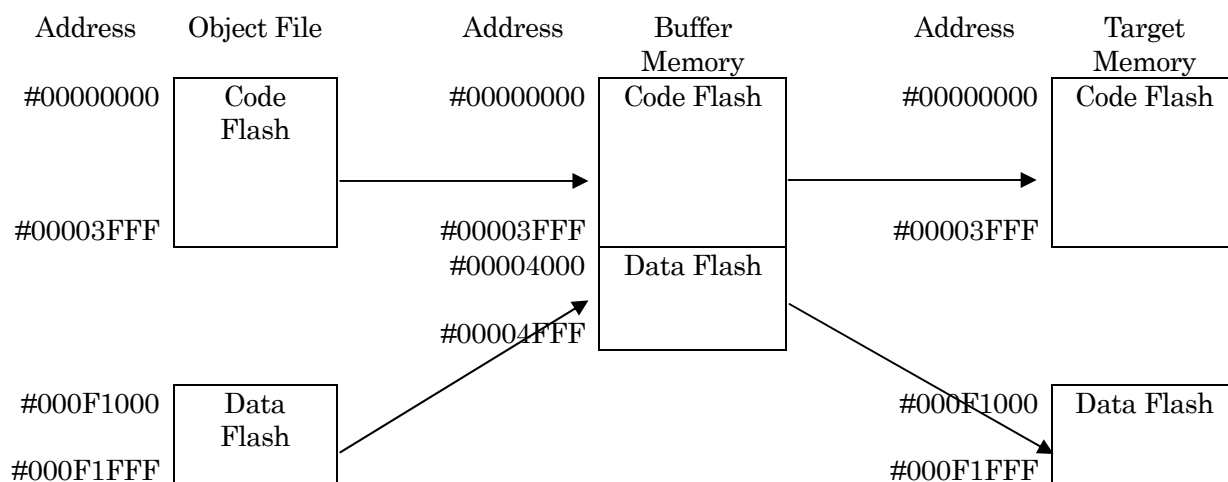 Address Object File Address Buffer Memory Address Target Memory
#00000000 Code Flash #00000000 Code Flash #00000000 Code Flash
#00003FFF #00003FFF #00003FFF
#00004000 Data Flash
#00004FFF
#000F1000 Data Flash #000F1000 Data Flash
#000F1FFF #000F1FFF